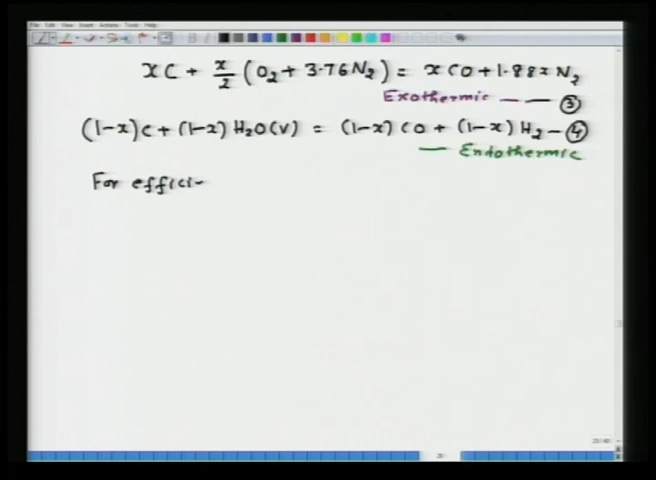 xC + x/2 (O₂ + 3.76N₂) = xCO + 1.88x N₂
Exothermic — — ③
(1-x)C + (1-x) H₂O(V) = (1-x) CO + (1-x) H₂ - ④
— Endothermic
For effici